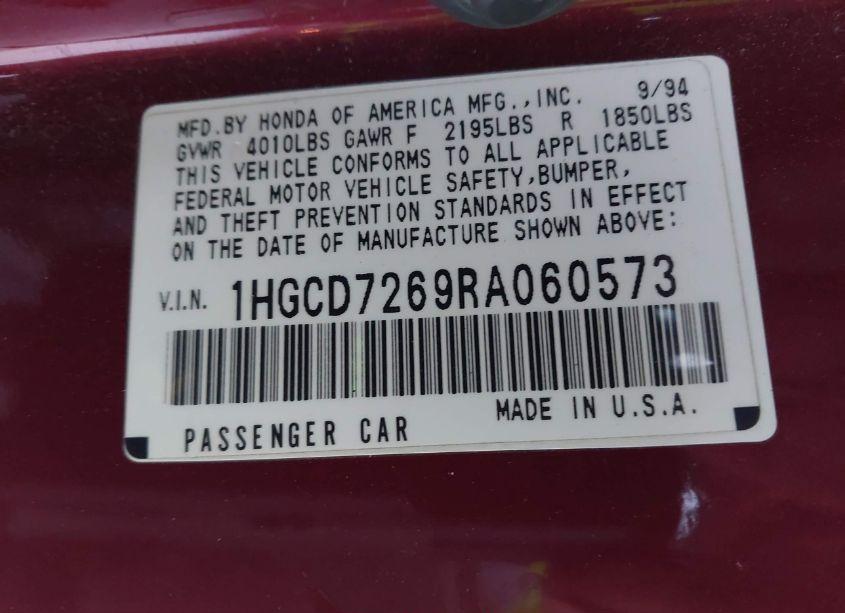 MFD.BY HONDA OF AMERICA MFG.,INC. 9/94
GVWR 4010LBS GAWR F 2195LBS R 1850LBS
THIS VEHICLE CONFORMS TO ALL APPLICABLE
FEDERAL MOTOR VEHICLE SAFETY,BUMPER,
AND THEFT PREVENTION STANDARDS IN EFFECT
ON THE DATE OF MANUFACTURE SHOWN ABOVE:
V.I.N. 1HGCD7269RA060573
PASSENGER CAR MADE IN U.S.A.